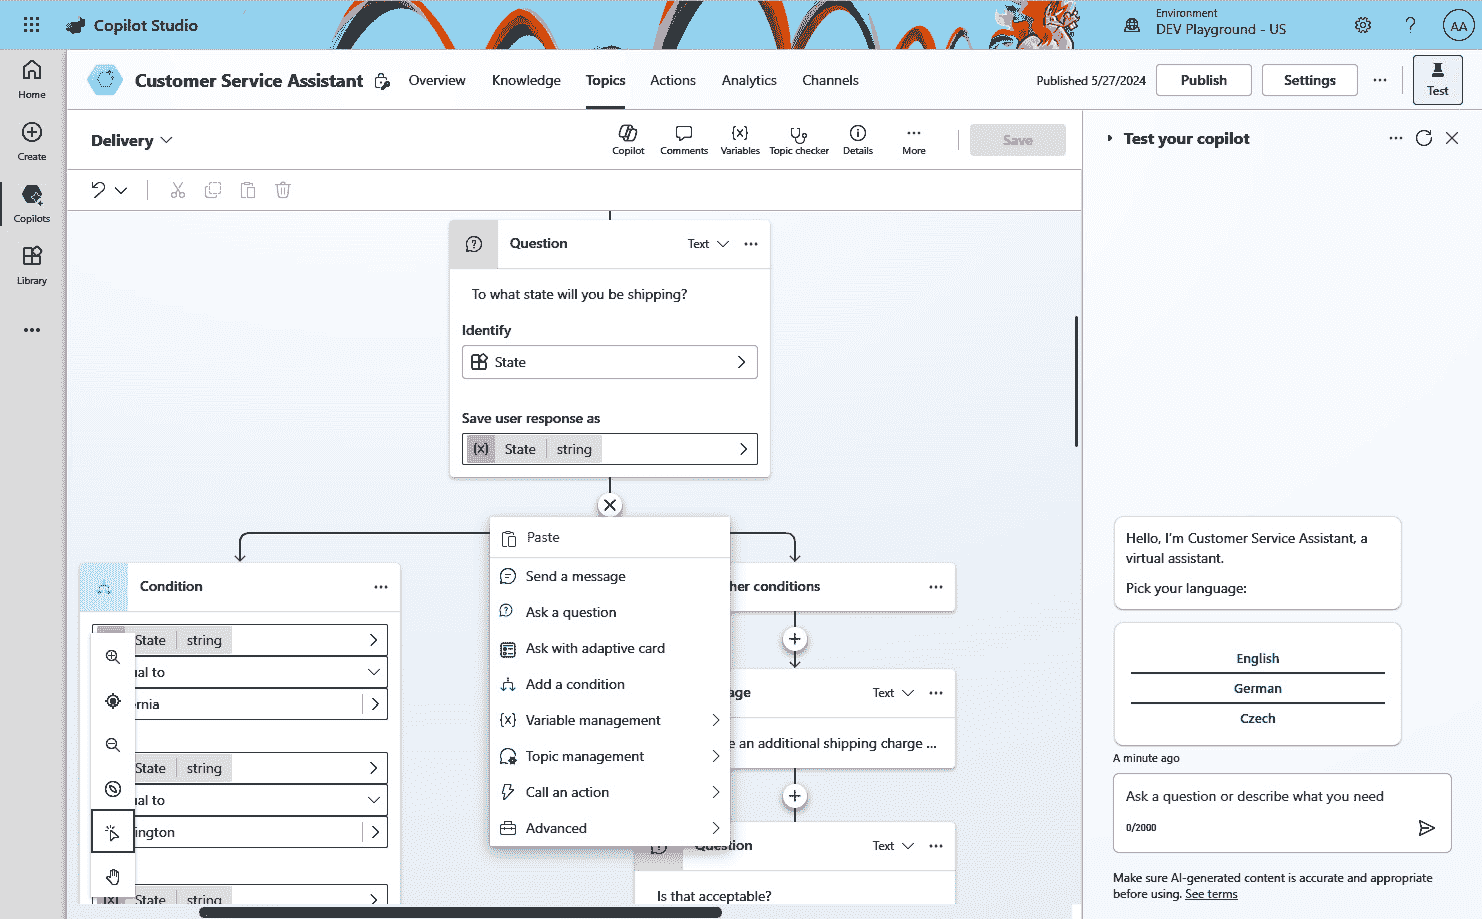 Copilot Studio
Environment
DEV Playground - US
AA
Home
Create
Copilots
Library
Customer Service Assistant
Overview
Knowledge
Topics
Actions
Analytics
Channels
Published 5/27/2024
Publish
Settings
Test
Delivery
Copilot
Comments
Variables
Topic checker
Details
More
Save
Question
Text
To what state will you be shipping?
Identify
State
Save user response as
{x} State string
Paste
Send a message
Ask a question
Ask with adaptive card
Add a condition
{x} Variable management
Topic management
Call an action
Advanced
Condition
State string
ual to
ernia
State string
ual to
ington
{x} State string
her conditions
age
Text
e an additional shipping charge ...
Question
Text
Is that acceptable?
Test your copilot
Hello, I'm Customer Service Assistant, a
virtual assistant.
Pick your language:
English
German
Czech
A minute ago
Ask a question or describe what you need
0/2000
Make sure AI-generated content is accurate and appropriate
before using. See terms